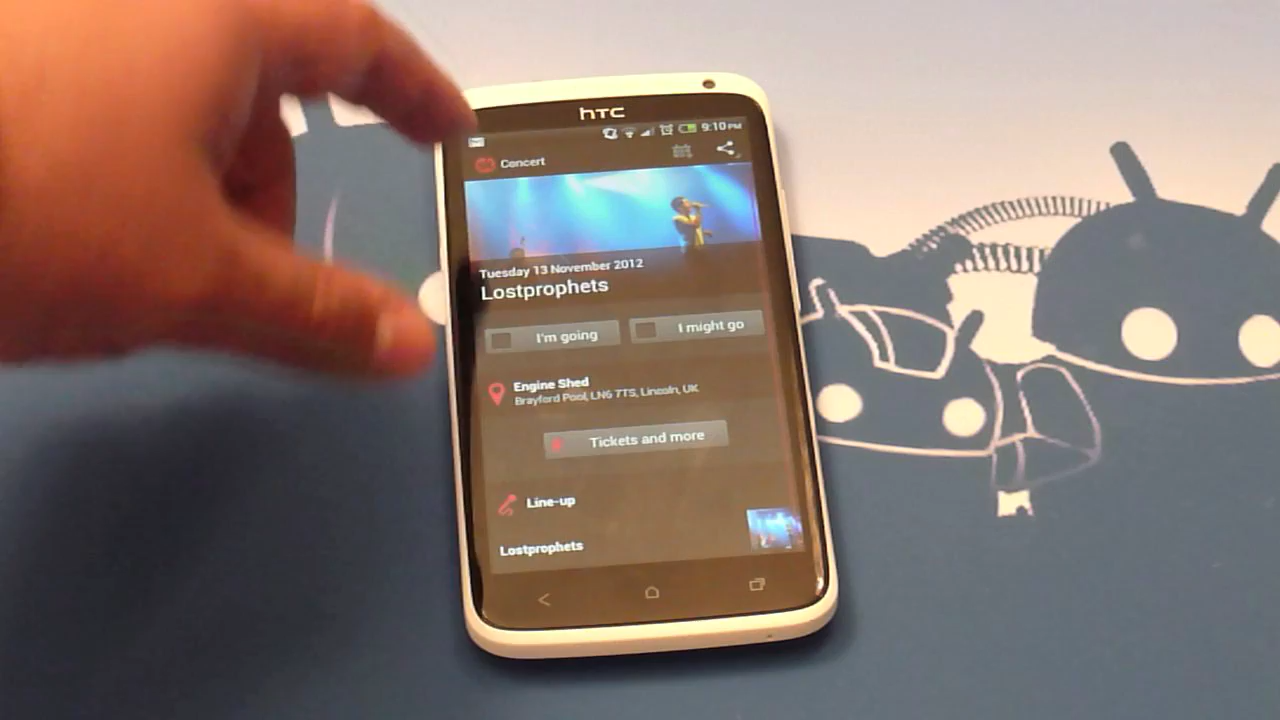 hTC
9:10 PM
Concert
Tuesday 13 November 2012
Lostprophets
I'm going
I might go
Engine Shed
Brayford Pool, LN6 7TS, Lincoln, UK
Tickets and more
Line-up
Lostprophets